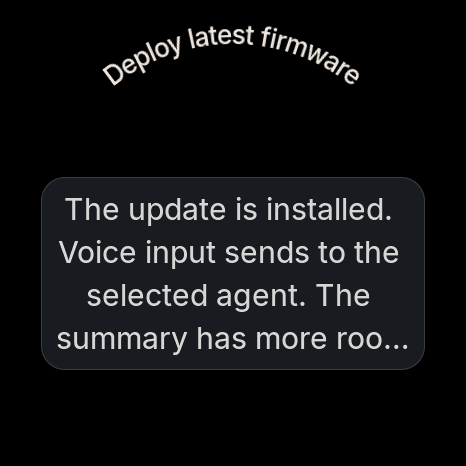 Deploy latest firmware
The update is installed.
Voice input sends to the
selected agent. The
summary has more roo...